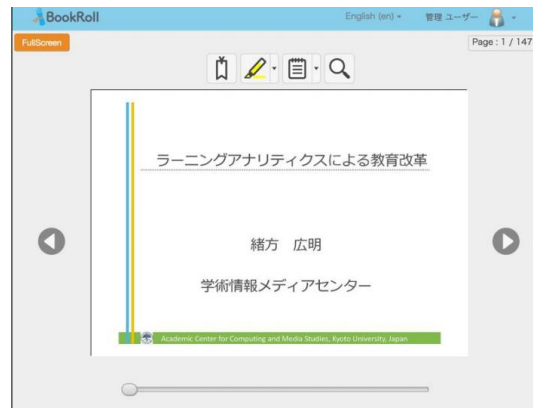 BookRoll
English (en)
管理 ユーザー
FullScreen
Page : 1 / 147
ラーニングアナリティクスによる教育改革
緒方 広明
学術情報メディアセンター
Academic Center for Computing and Media Studies, Kyoto University, Japan